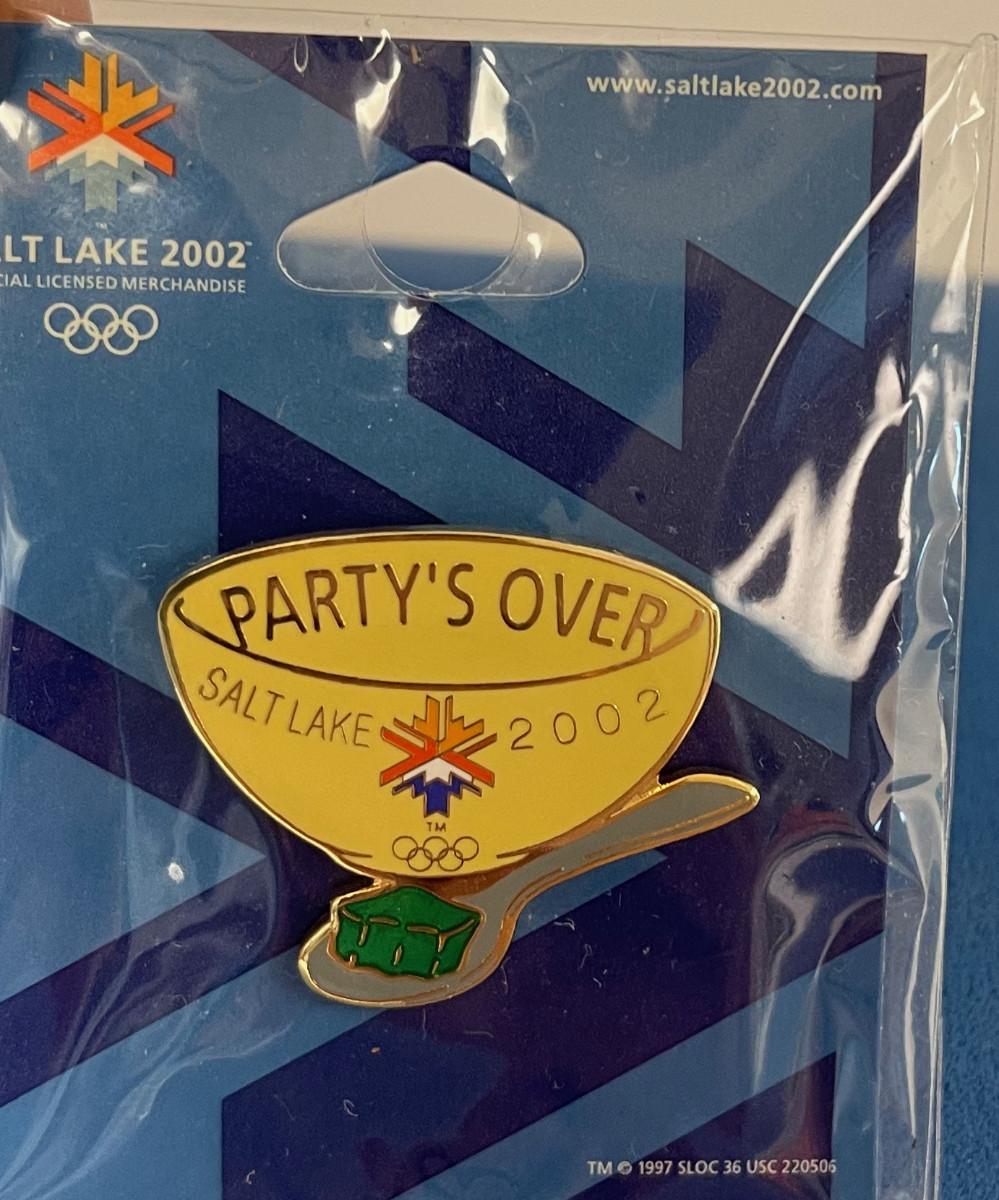 www.saltlake2002.com
LT LAKE 2002™
CIAL LICENSED MERCHANDISE
PARTY'S OVER
SALT LAKE 2002
TM
TM © 1997 SLOC 36 USC 220506